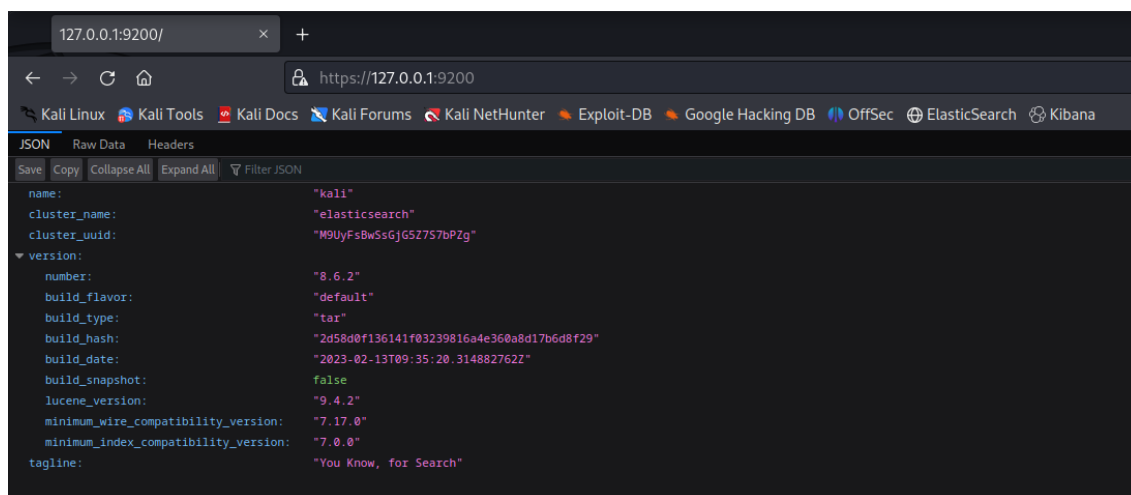 127.0.0.1:9200/
https://127.0.0.1:9200
Kali Linux Kali Tools Kali Docs Kali Forums Kali NetHunter Exploit-DB Google Hacking DB OffSec ElasticSearch Kibana
JSON Raw Data Headers
Save Copy Collapse All Expand All Filter JSON
name: "kali"
cluster_name: "elasticsearch"
cluster_uuid: "M9UyFsBwSsGjG5Z7S7bPZg"
version:
number: "8.6.2"
build_flavor: "default"
build_type: "tar"
build_hash: "2d58d0f136141f03239816a4e360a8d17b6d8f29"
build_date: "2023-02-13T09:35:20.314882762Z"
build_snapshot: false
lucene_version: "9.4.2"
minimum_wire_compatibility_version: "7.17.0"
minimum_index_compatibility_version: "7.0.0"
tagline: "You Know, for Search"